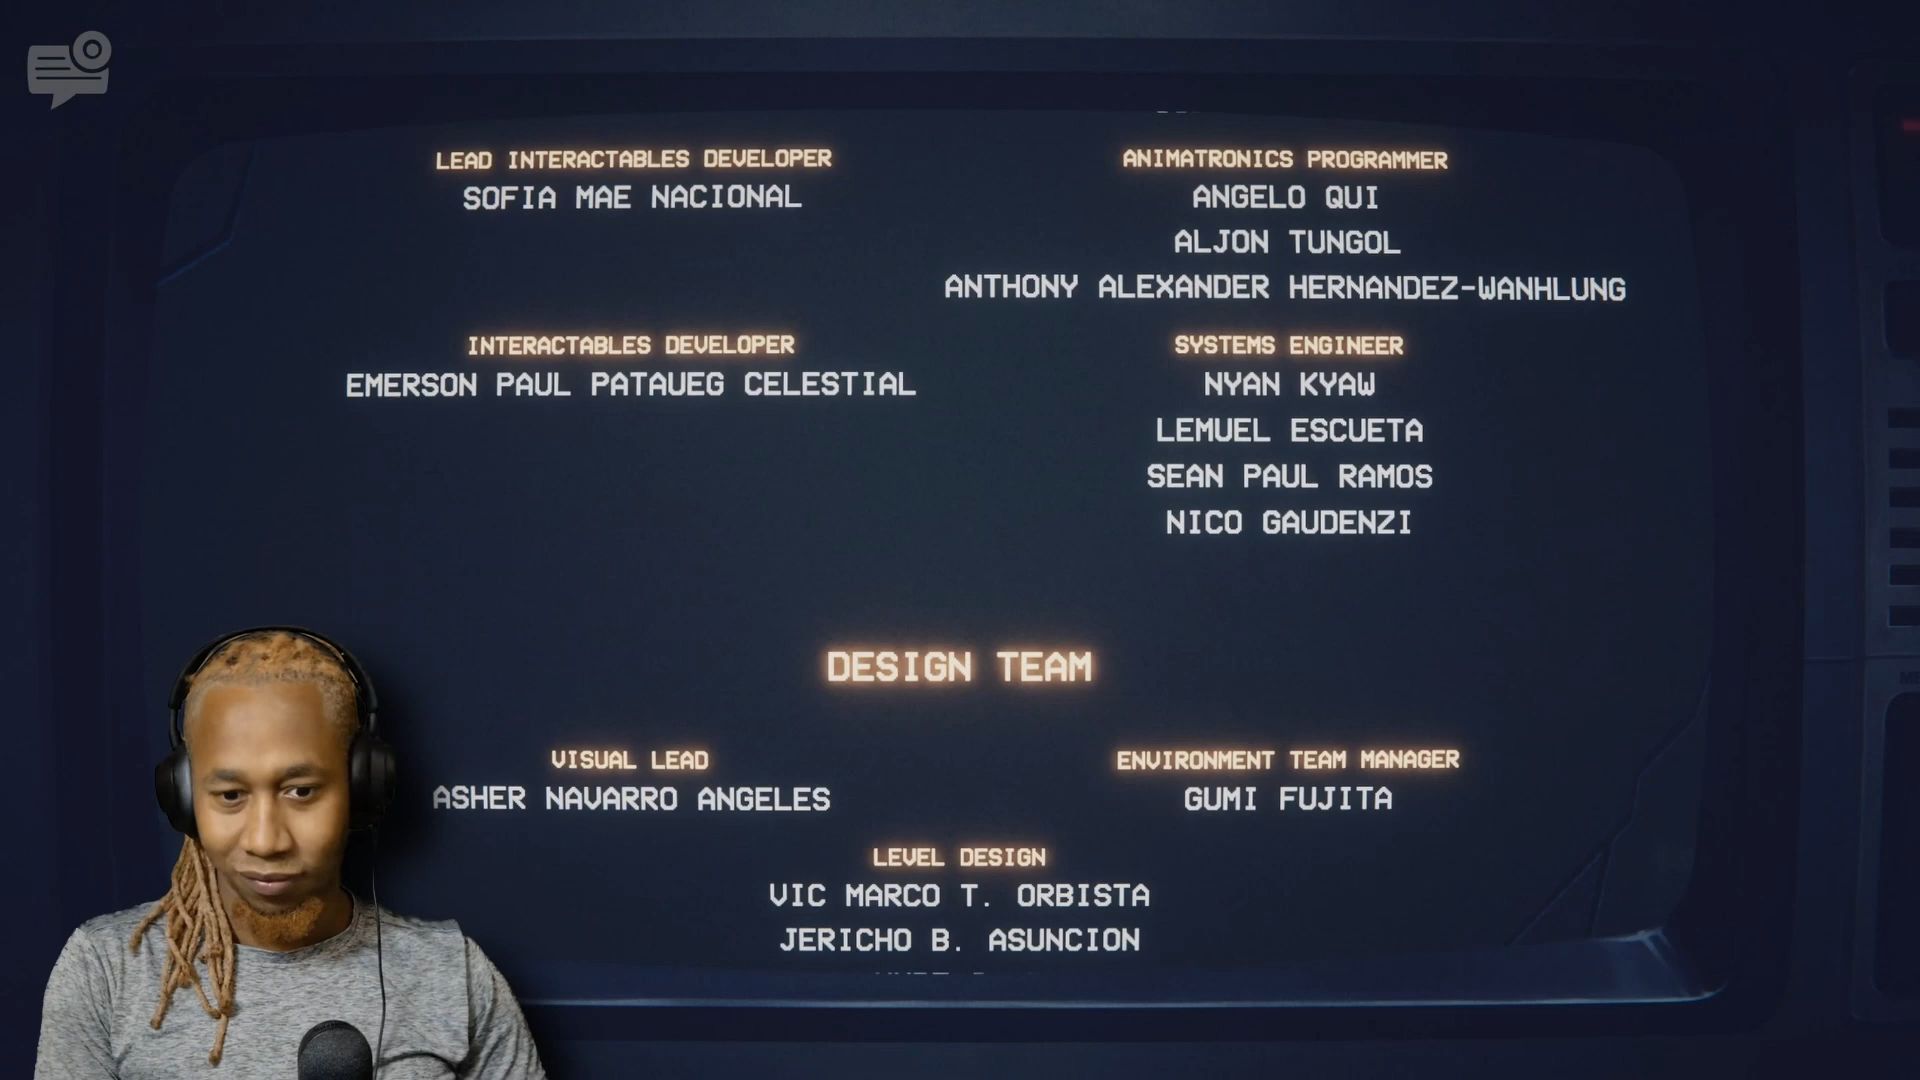 LEAD INTERACTABLES DEVELOPER
SOFIA MAE NACIONAL
ANIMATRONICS PROGRAMMER
ANGELO QUI
ALJON TUNGOL
ANTHONY ALEXANDER HERNANDEZ-WANHLUNG
INTERACTABLES DEVELOPER
EMERSON PAUL PATAUEG CELESTIAL
SYSTEMS ENGINEER
NYAN KYAW
LEMUEL ESCUETA
SEAN PAUL RAMOS
NICO GAUDENZI
DESIGN TEAM
VISUAL LEAD
ASHER NAVARRO ANGELES
ENVIRONMENT TEAM MANAGER
GUMI FUJITA
LEVEL DESIGN
VIC MARCO T. ORBISTA
JERICHO B. ASUNCION